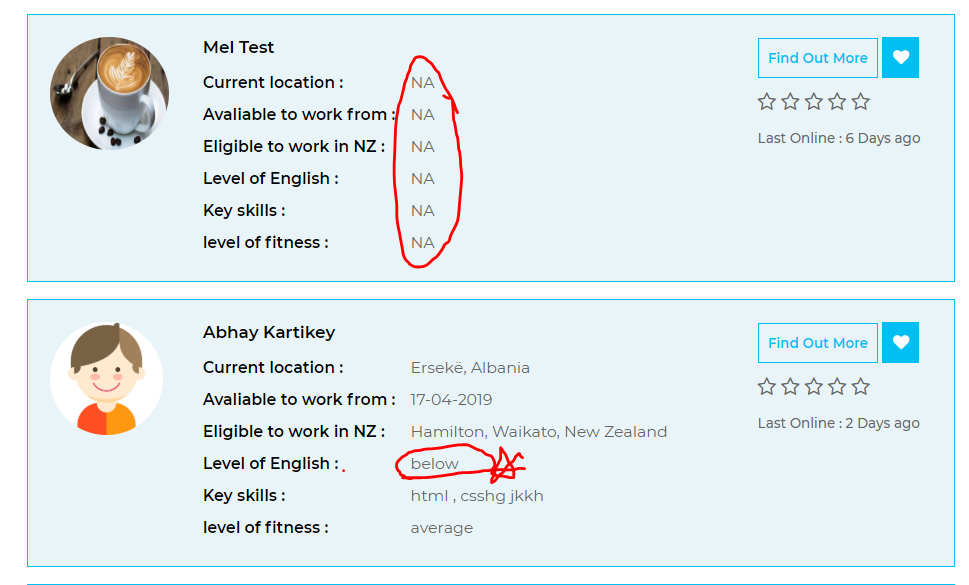 Mel Test
Current location : NA
Avaliable to work from : NA
Eligible to work in NZ : NA
Level of English : NA
Key skills : NA
level of fitness : NA
Find Out More
Last Online : 6 Days ago
Abhay Kartikey
Current location : Ersekë, Albania
Avaliable to work from : 17-04-2019
Eligible to work in NZ : Hamilton, Waikato, New Zealand
Level of English : below
Key skills : html , csshg jkkh
level of fitness : average
Find Out More
Last Online : 2 Days ago